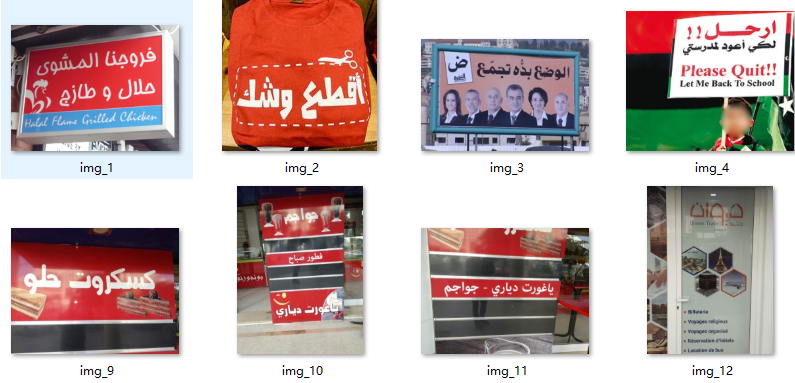 فروجنا المشوى
حلال و طازج
Halal Flame Grilled Chicken
img_1
أقطع وشك
img_2
الوضع بدّه تجمّع
ض
img_3
ارحل !!
لكي أعود لمدرستي
Please Quit!!
Let Me Back To School
img_4
كسكروت حلو
img_9
جواجم
فطور صباح
ياغورت دياري
img_10
ياغورت دياري - جواجم
img_11
ديوان
Voyages religieux
Voyages organisé
Réservation d'hôtels
Location de bus
img_12